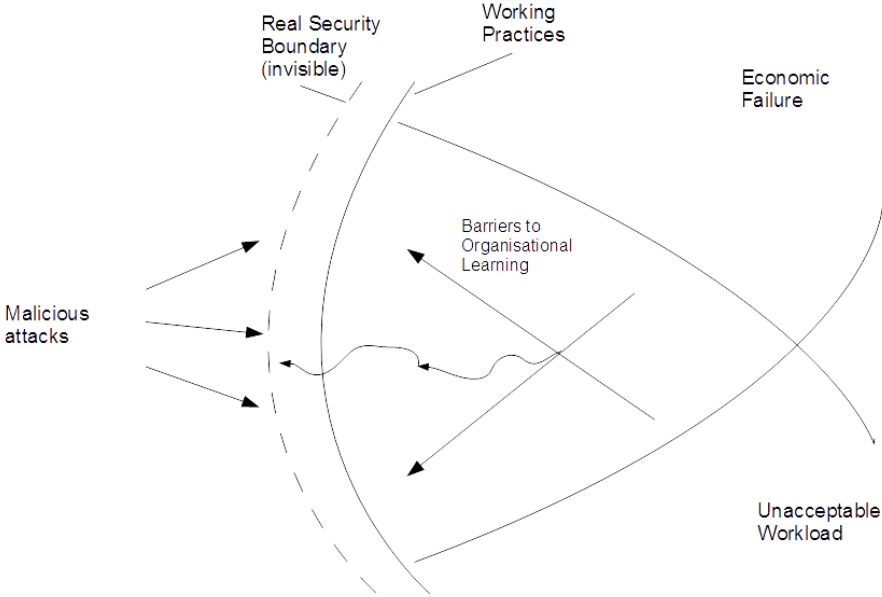 Real Security
Boundary
(invisible)
Working
Practices
Economic
Failure
Barriers to
Organisational
Learning
Malicious
attacks
Unacceptable
Workload